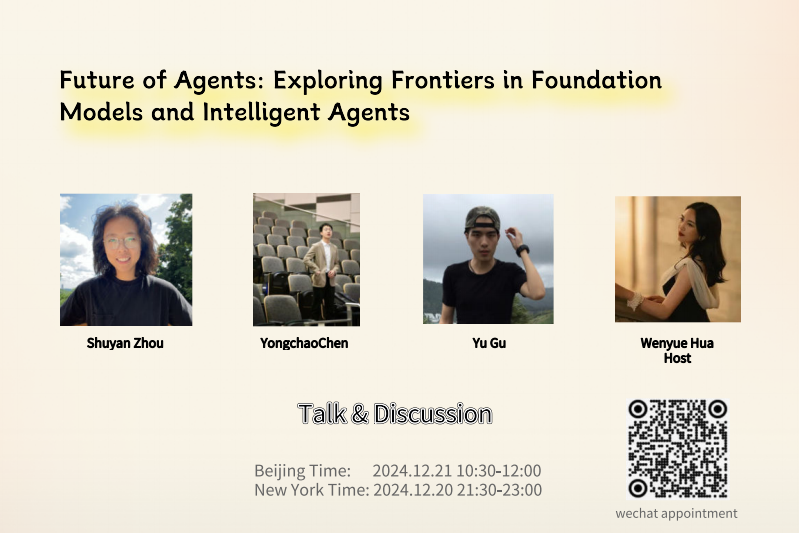 Future of Agents: Exploring Frontiers in Foundation
Models and Intelligent Agents
Shuyan Zhou
YongchaoChen
Yu Gu
Wenyue Hua
Host
Talk & Discussion
Beijing Time: 2024.12.21 10:30-12:00
New York Time: 2024.12.20 21:30-23:00
wechat appointment